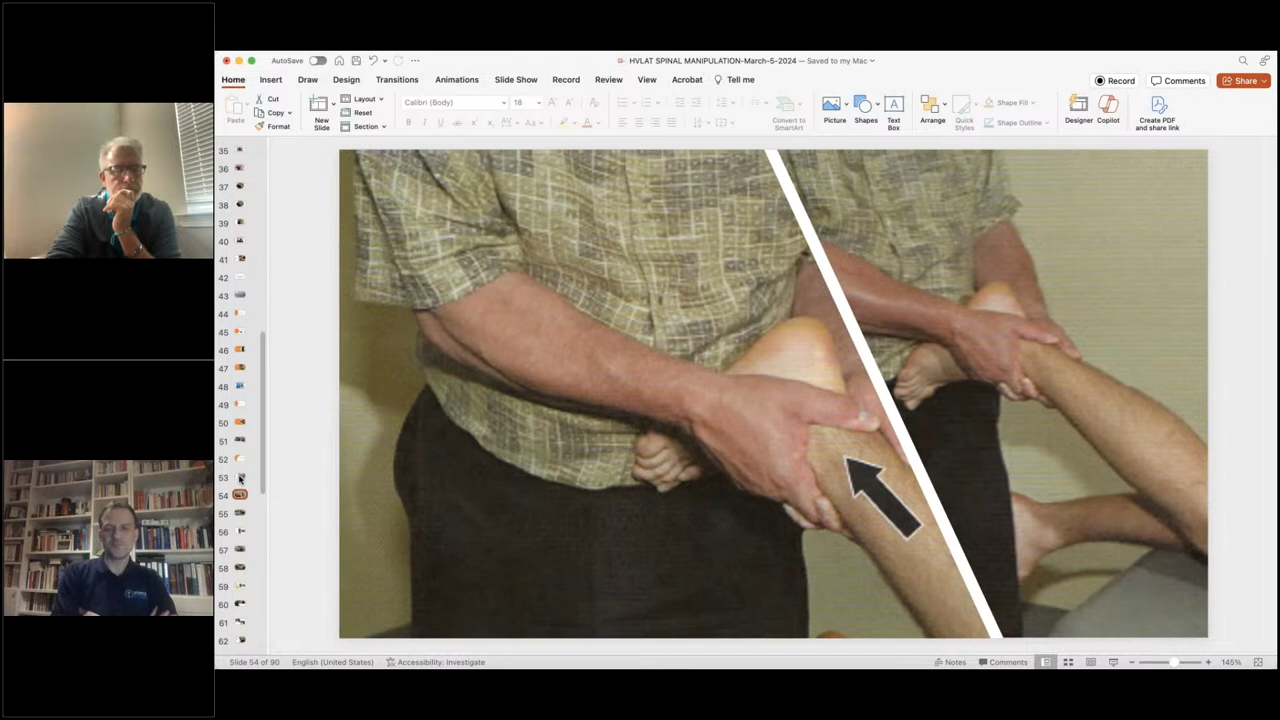 AutoSave
HVLAT SPINAL MANIPULATION-March-5-2024 — Saved to my Mac
Home Insert Draw Design Transitions Animations Slide Show Record Review View Acrobat Tell me
Record Comments Share
Paste
Cut
Copy
Format
New Slide
Layout
Reset
Section
Calibri (Body) 18
Convert to SmartArt
Picture Shapes Text Box
Arrange Quick Styles
Shape Fill
Shape Outline
Designer Copilot
Create PDF and share link
35
36
37
38
39
40
41
42
43
44
45
46
47
48
49
50
51
52
53
54
55
56
57
58
59
60
61
62
Slide 54 of 90 English (United States) Accessibility: Investigate Notes Comments 145%